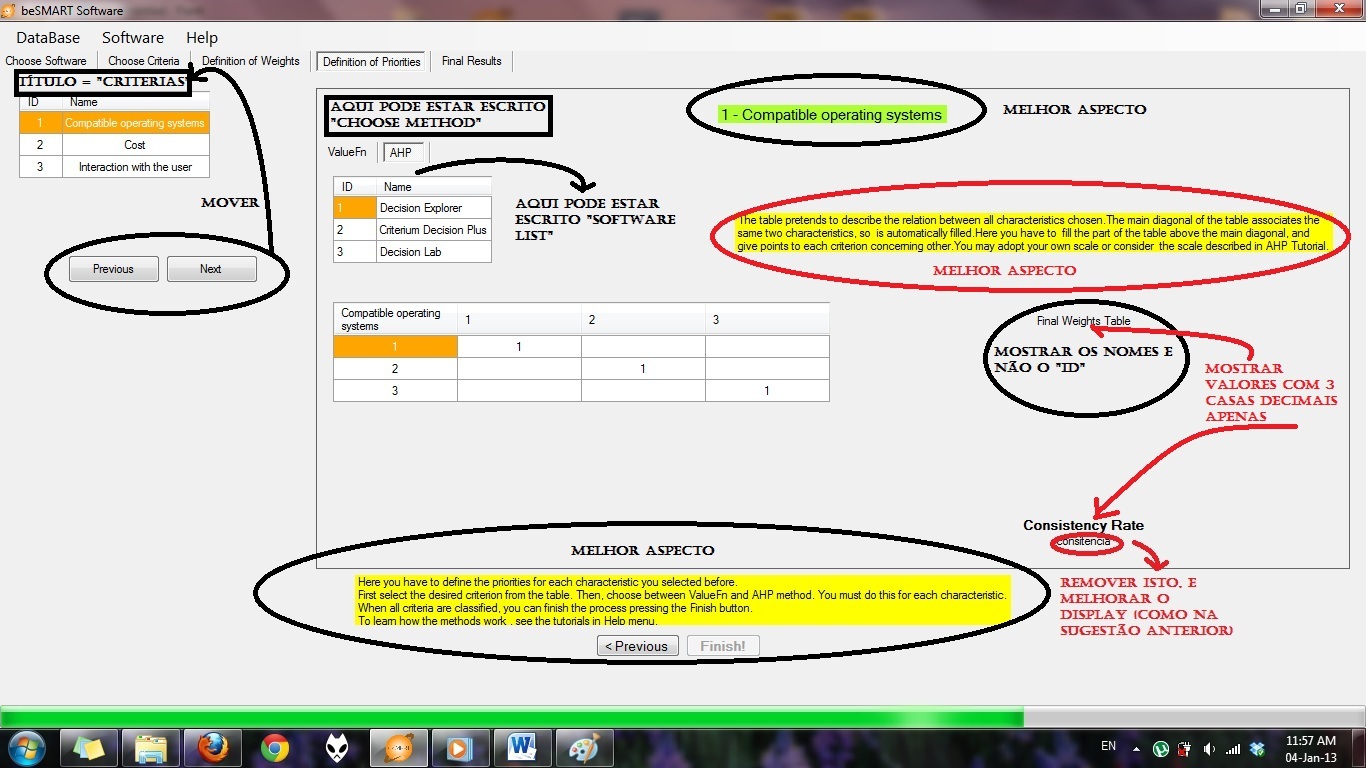 beSMART Software
DataBase Software Help
Choose Software Choose Criteria Definition of Weights Definition of Priorities Final Results
TÍTULO = "CRITERIAS"
ID Name
1 Compatible operating systems
2 Cost
3 Interaction with the user
MOVER
Previous Next
AQUI PODE ESTAR ESCRITO
"CHOOSE METHOD"
1 - Compatible operating systems
MELHOR ASPECTO
ValueFn AHP
ID Name
1 Decision Explorer
2 Criterium Decision Plus
3 Decision Lab
AQUI PODE ESTAR
ESCRITO "SOFTWARE
LIST"
The table pretends to describe the relation between all characteristics chosen.The main diagonal of the table associates the
same two characteristics, so is automatically filled.Here you have to fill the part of the table above the main diagonal, and
give points to each criterion concerning other.You may adopt your own scale or consider the scale described in AHP Tutorial.
MELHOR ASPECTO
Compatible operating
systems
1 2 3
1 1
2 1
3 1
Final Weights Table
MOSTRAR OS NOMES E
NÃO O "ID"
MOSTRAR
VALORES COM 3
CASAS DECIMAIS
APENAS
Consistency Rate
Consitencia
REMOVER ISTO, E
MELHORAR O
DISPLAY (COMO NA
SUGESTÃO ANTERIOR)
MELHOR ASPECTO
Here you have to define the priorities for each characteristic you selected before.
First select the desired criterion from the table. Then, choose between ValueFn and AHP method. You must do this for each characteristic.
When all criteria are classified, you can finish the process pressing the Finish button.
To learn how the methods work , see the tutorials in Help menu.
< Previous Finish!
EN
11:57 AM
04-Jan-13